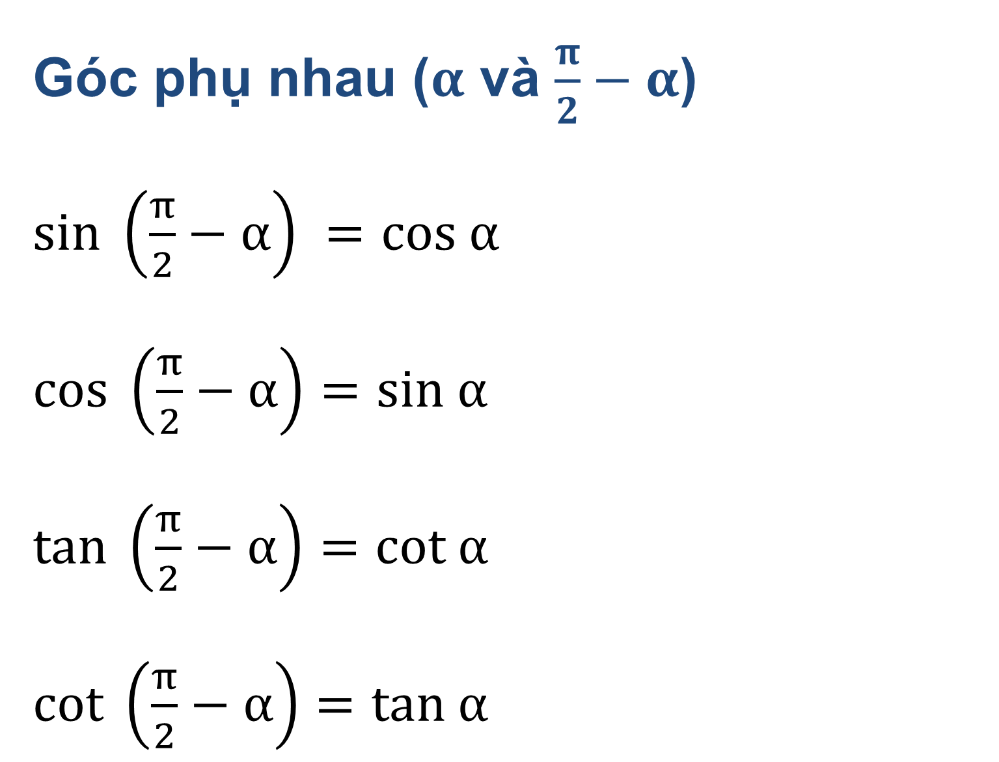 Góc phụ nhau (α và π/2 − α)
sin (π/2 − α) = cos α
cos (π/2 − α) = sin α
tan (π/2 − α) = cot α
cot (π/2 − α) = tan α